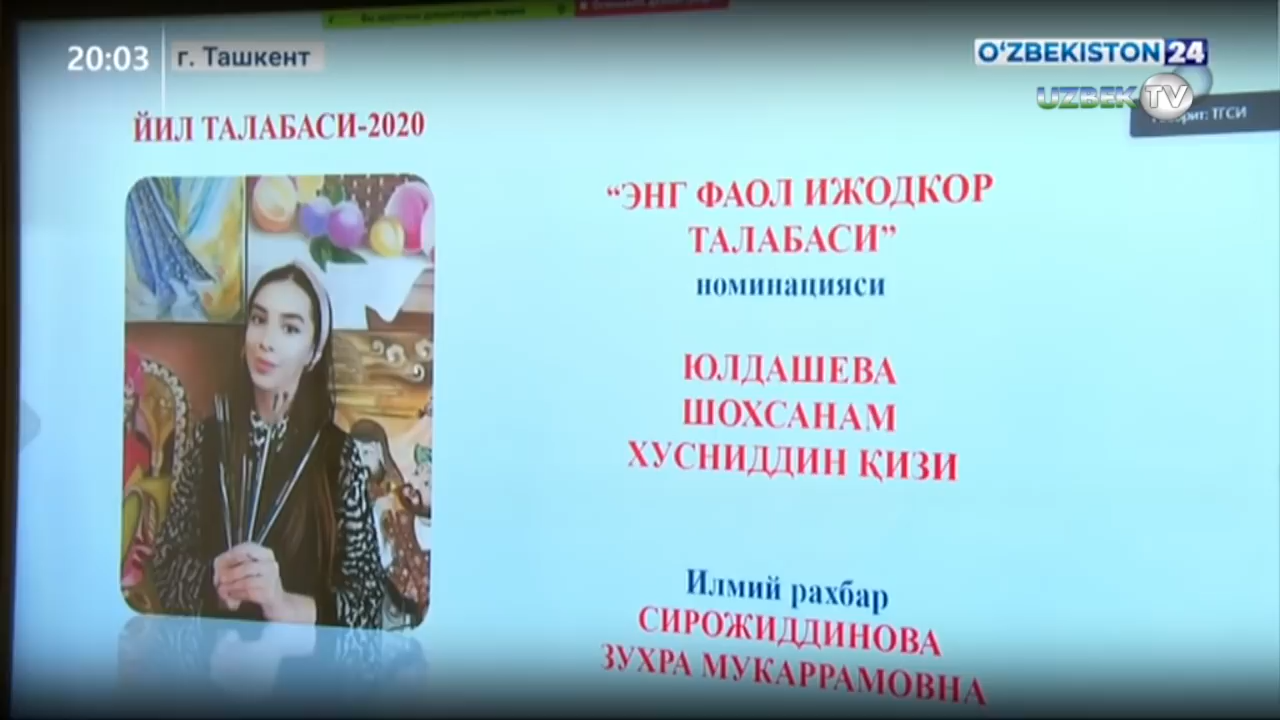 20:03
г. Ташкент
O‘ZBEKISTON 24
UZBEK TV
ТГСИ
ЙИЛ ТАЛАБАСИ-2020
“ЭНГ ФАОЛ ИЖОДКОР
ТАЛАБАСИ”
номинацияси
ЮЛДАШЕВА
ШОХСАНАМ
ХУСНИДДИН ҚИЗИ
Илмий рахбар
СИРОЖИДДИНОВА
ЗУХРА МУКАРРАМОВНА